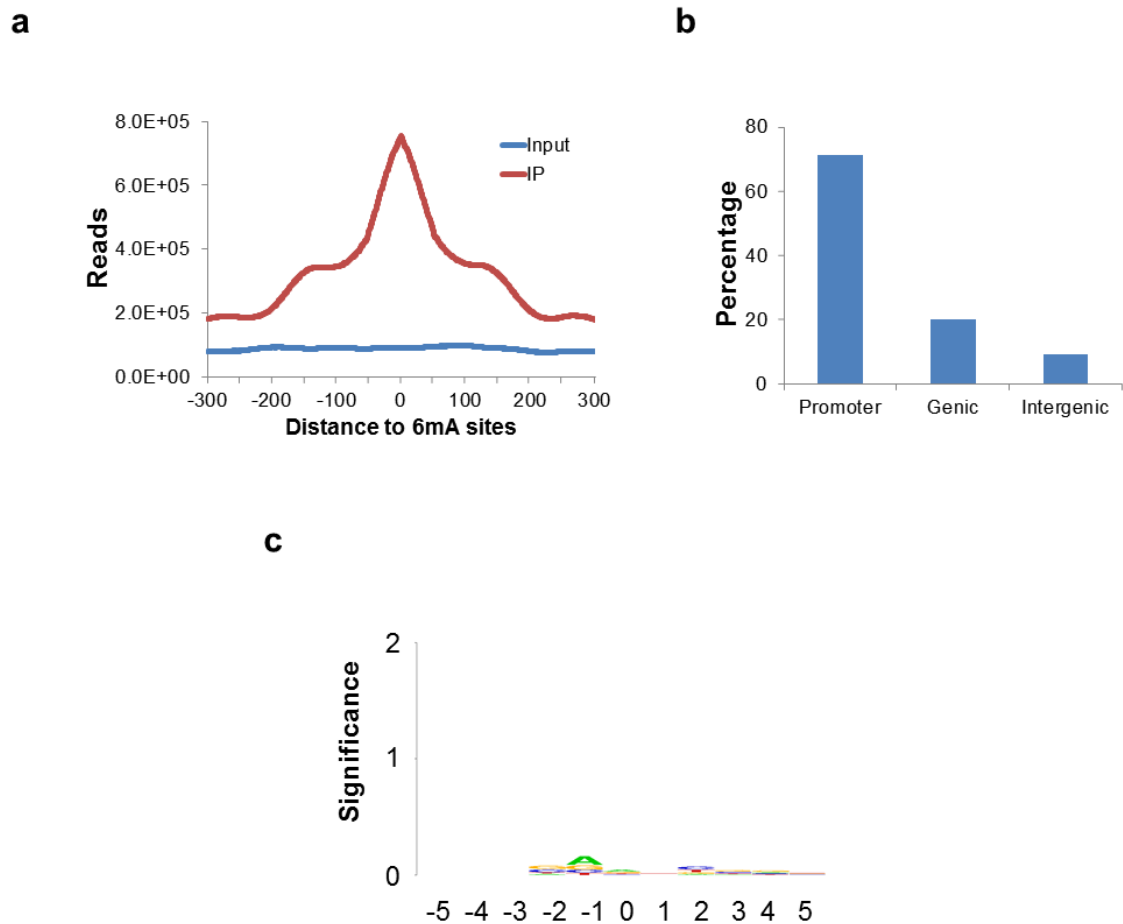 a
b
8.0E+05
6.0E+05
4.0E+05
2.0E+05
0.0E+00
Reads
Input
IP
-300 -200 -100 0 100 200 300
Distance to 6mA sites
80
60
40
20
0
Percentage
Promoter Genic Intergenic
c
2
1
0
Significance
A
-5 -4 -3 -2 -1 0 1 2 3 4 5